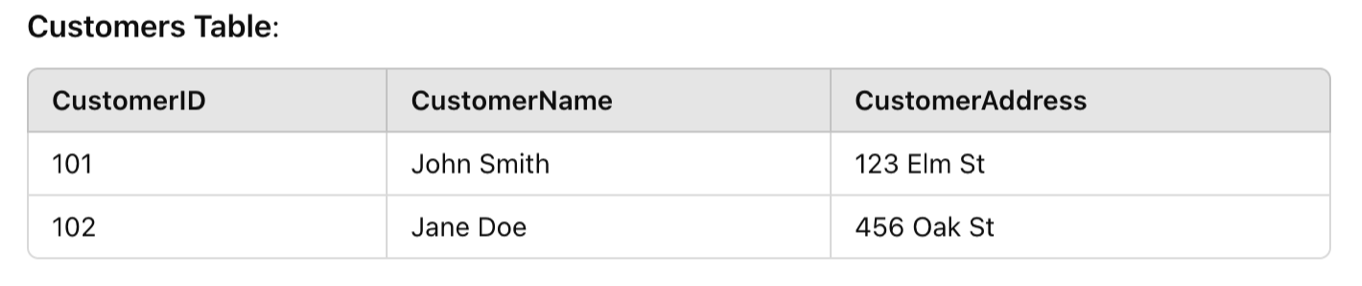 Customers Table:
CustomerID CustomerName CustomerAddress
101 John Smith 123 Elm St
102 Jane Doe 456 Oak St